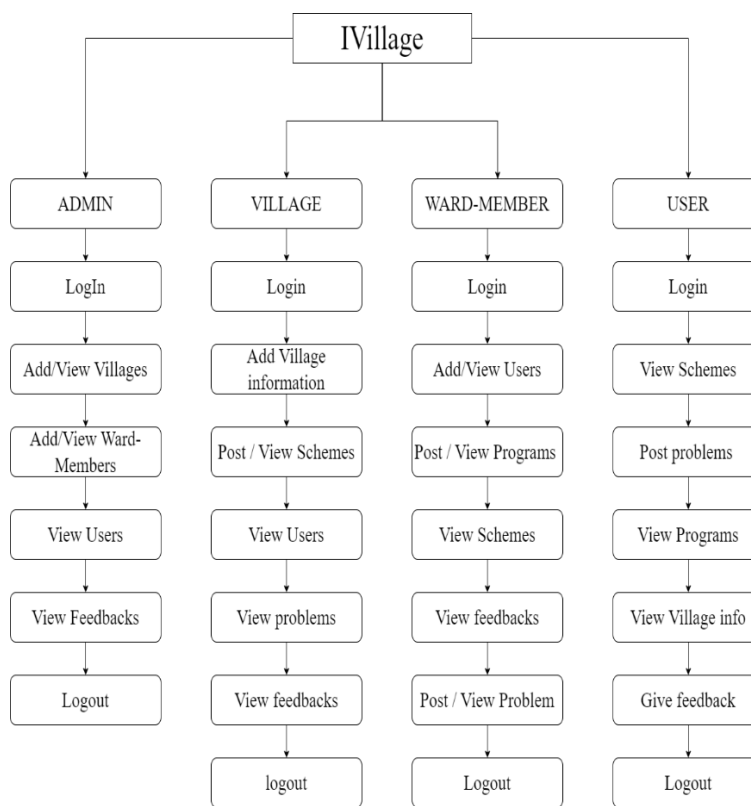 IVillage
ADMIN
LogIn
Add/View Villages
Add/View Ward-
Members
View Users
View Feedbacks
Logout
VILLAGE
Login
Add Village
information
Post / View Schemes
View Users
View problems
View feedbacks
logout
WARD-MEMBER
Login
Add/View Users
Post / View Programs
View Schemes
View feedbacks
Post / View Problem
Logout
USER
Login
View Schemes
Post problems
View Programs
View Village info
Give feedback
Logout